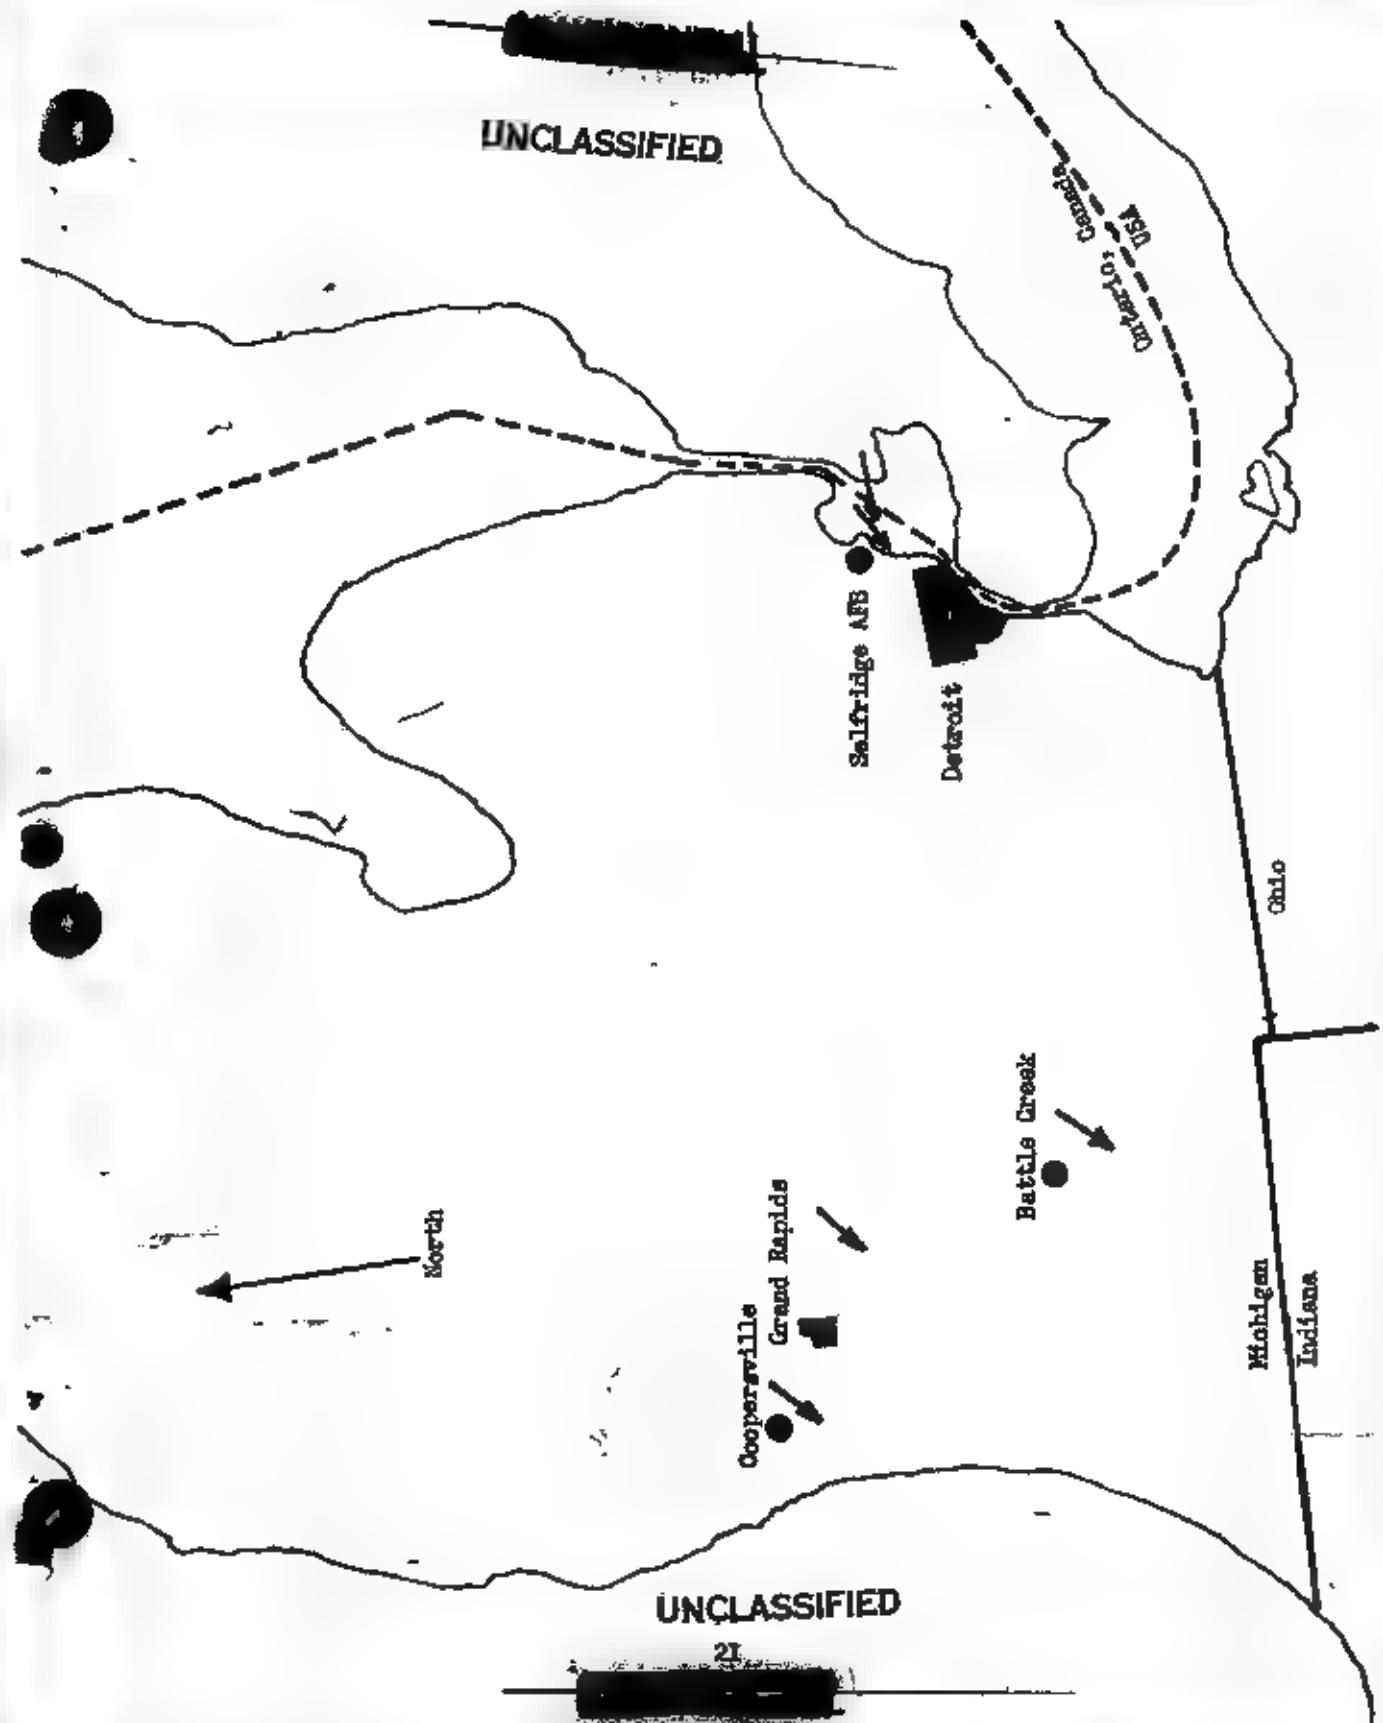 UNCLASSIFIED
Ontario, Canada
USA
Selfridge AFB
Detroit
Ohio
Battle Creek
North
Grand Rapids
Coopersville
Michigan
Indiana
UNCLASSIFIED
21